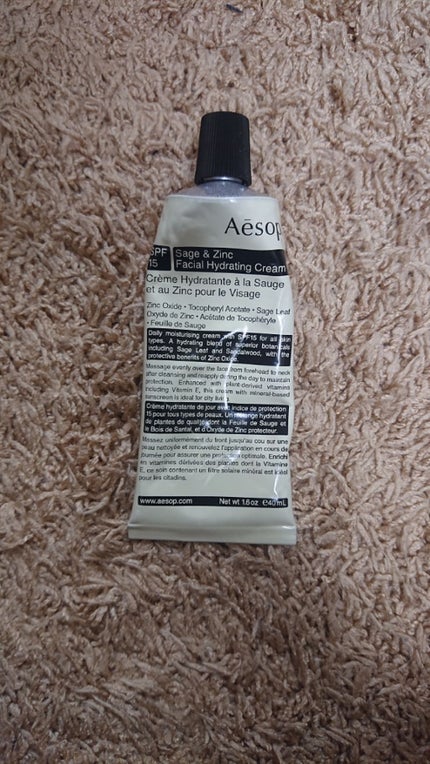 Aēsop
SPF
15
Sage & Zinc
Facial Hydrating Cream
Crème Hydratante à la Sauge
et au Zinc pour le Visage
Zinc Oxide • Tocopheryl Acetate • Sage Leaf
Oxyde de Zinc • Acétate de Tocophéryle
• Feuille de Sauge
Daily moisturising cream with SPF15 for all skin
types. A hydrating blend of superior botanicals
including Sage Leaf and Sandalwood, with the
protective benefits of Zinc Oxide.
Massage evenly over the face from forehead to neck
after cleansing and reapply during the day to maintain
protection. Enhanced with plant-derived vitamins
including Vitamin E, this cream with mineral-based
sunscreen is ideal for city living.
Crème hydratante de jour avec indice de protection
15 pour tous types de peaux. Un mélange hydratant
de plantes de qualité dont la Feuille de Sauge et
le Bois de Santal, et d'Oxyde de Zinc protecteur.
Massez uniformément du front jusqu'au cou sur une
peau nettoyée et renouvelez l'application en cours de
journée pour assurer une protection optimale. Enrichi
en vitamines dérivées des plantes dont la Vitamine
E, ce soin contenant un filtre solaire minéral est idéal
pour les citadins.
www.aesop.com
Net wt 1.6 oz ℮40 mL